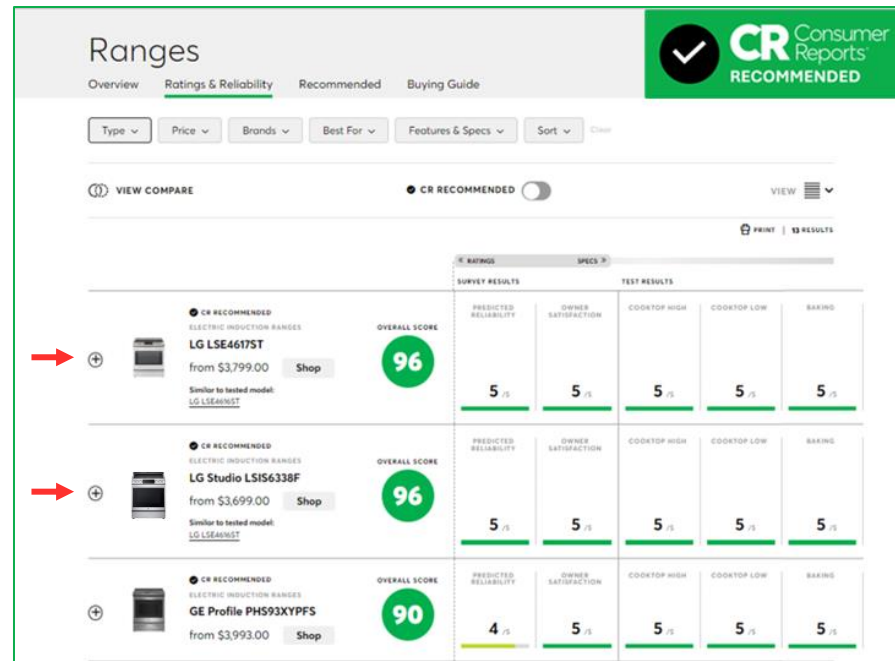 Ranges
CR Consumer Reports
RECOMMENDED
Overview Ratings & Reliability Recommended Buying Guide
Type Price Brands Best For Features & Specs Sort Clear
VIEW COMPARE CR RECOMMENDED VIEW
PRINT | 13 RESULTS
« RATINGS SPECS »
SURVEY RESULTS TEST RESULTS
CR RECOMMENDED
ELECTRIC INDUCTION RANGES
LG LSE4617ST
from $3,799.00 Shop
Similar to tested model:
LG LSE4616ST
OVERALL SCORE
96
PREDICTED RELIABILITY OWNER SATISFACTION COOKTOP HIGH COOKTOP LOW BAKING
5 /5 5 /5 5 /5 5 /5 5 /5
CR RECOMMENDED
ELECTRIC INDUCTION RANGES
LG Studio LSIS6338F
from $3,699.00 Shop
Similar to tested model:
LG LSE4616ST
OVERALL SCORE
96
PREDICTED RELIABILITY OWNER SATISFACTION COOKTOP HIGH COOKTOP LOW BAKING
5 /5 5 /5 5 /5 5 /5 5 /5
CR RECOMMENDED
ELECTRIC INDUCTION RANGES
GE Profile PHS93XYPFS
from $3,993.00 Shop
OVERALL SCORE
90
PREDICTED RELIABILITY OWNER SATISFACTION COOKTOP HIGH COOKTOP LOW BAKING
4 /5 5 /5 5 /5 5 /5 5 /5